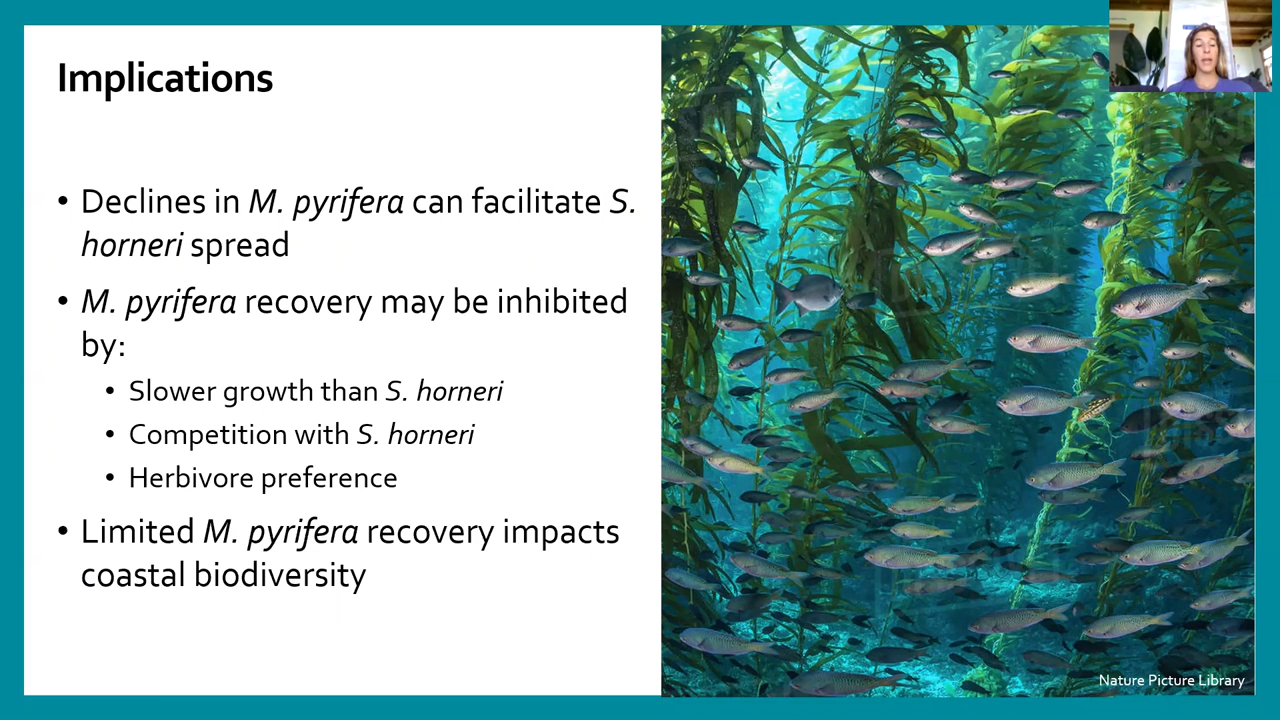 Implications
• Declines in M. pyrifera can facilitate S.
horneri spread
• M. pyrifera recovery may be inhibited
by:
• Slower growth than S. horneri
• Competition with S. horneri
• Herbivore preference
• Limited M. pyrifera recovery impacts
coastal biodiversity
Nature Picture Library